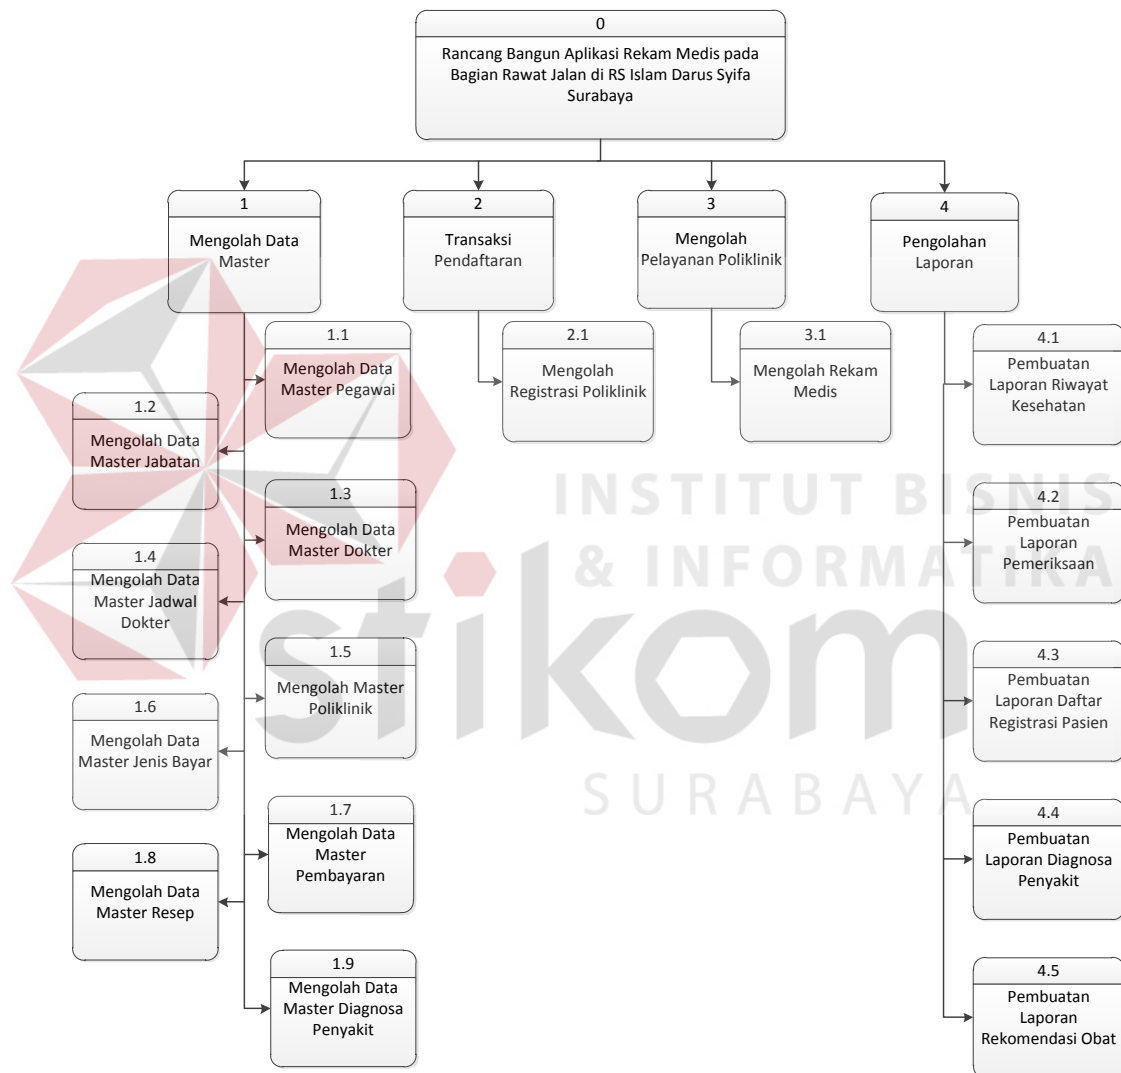 0
Rancang Bangun Aplikasi Rekam Medis pada
Bagian Rawat Jalan di RS Islam Darus Syifa
Surabaya
1
Mengolah Data
Master
2
Transaksi
Pendaftaran
3
Mengolah
Pelayanan Poliklinik
4
Pengolahan
Laporan
1.1
Mengolah Data
Master Pegawai
1.2
Mengolah Data
Master Jabatan
1.3
Mengolah Data
Master Dokter
1.4
Mengolah Data
Master Jadwal
Dokter
1.5
Mengolah Master
Poliklinik
1.6
Mengolah Data
Master Jenis Bayar
1.7
Mengolah Data
Master
Pembayaran
1.8
Mengolah Data
Master Resep
1.9
Mengolah Data
Master Diagnosa
Penyakit
2.1
Mengolah
Registrasi Poliklinik
3.1
Mengolah Rekam
Medis
4.1
Pembuatan
Laporan Riwayat
Kesehatan
4.2
Pembuatan
Laporan
Pemeriksaan
4.3
Pembuatan
Laporan Daftar
Registrasi Pasien
4.4
Pembuatan
Laporan Diagnosa
Penyakit
4.5
Pembuatan
Laporan
Rekomendasi Obat
INSTITUT BISNIS
& INFORMATIKA
stikom
SURABAYA